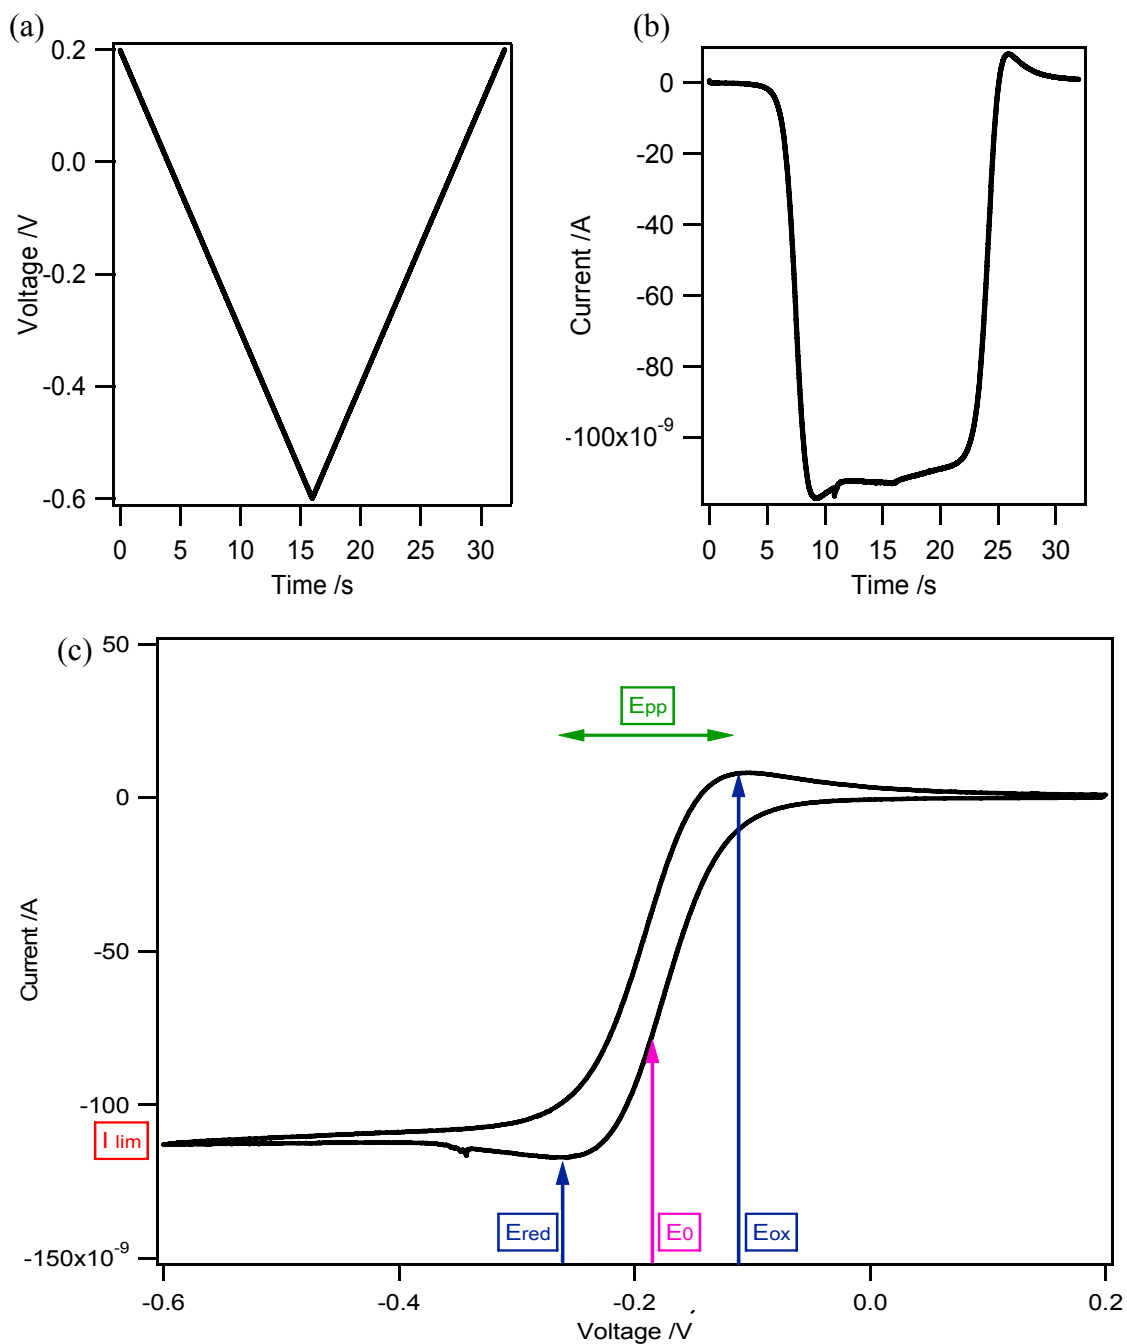 (a)
(b)
0.2
0.0
-0.2
-0.4
-0.6
Voltage /V
0 5 10 15 20 25 30
Time /s
0
-20
-40
-60
-80
-100x10⁻⁹
Current /A
0 5 10 15 20 25 30
Time /s
(c)
50
0
-50
-100
-150x10⁻⁹
Current /A
Epp
I lim
Ered
E0
Eox
-0.6 -0.4 -0.2 0.0 0.2
Voltage /V